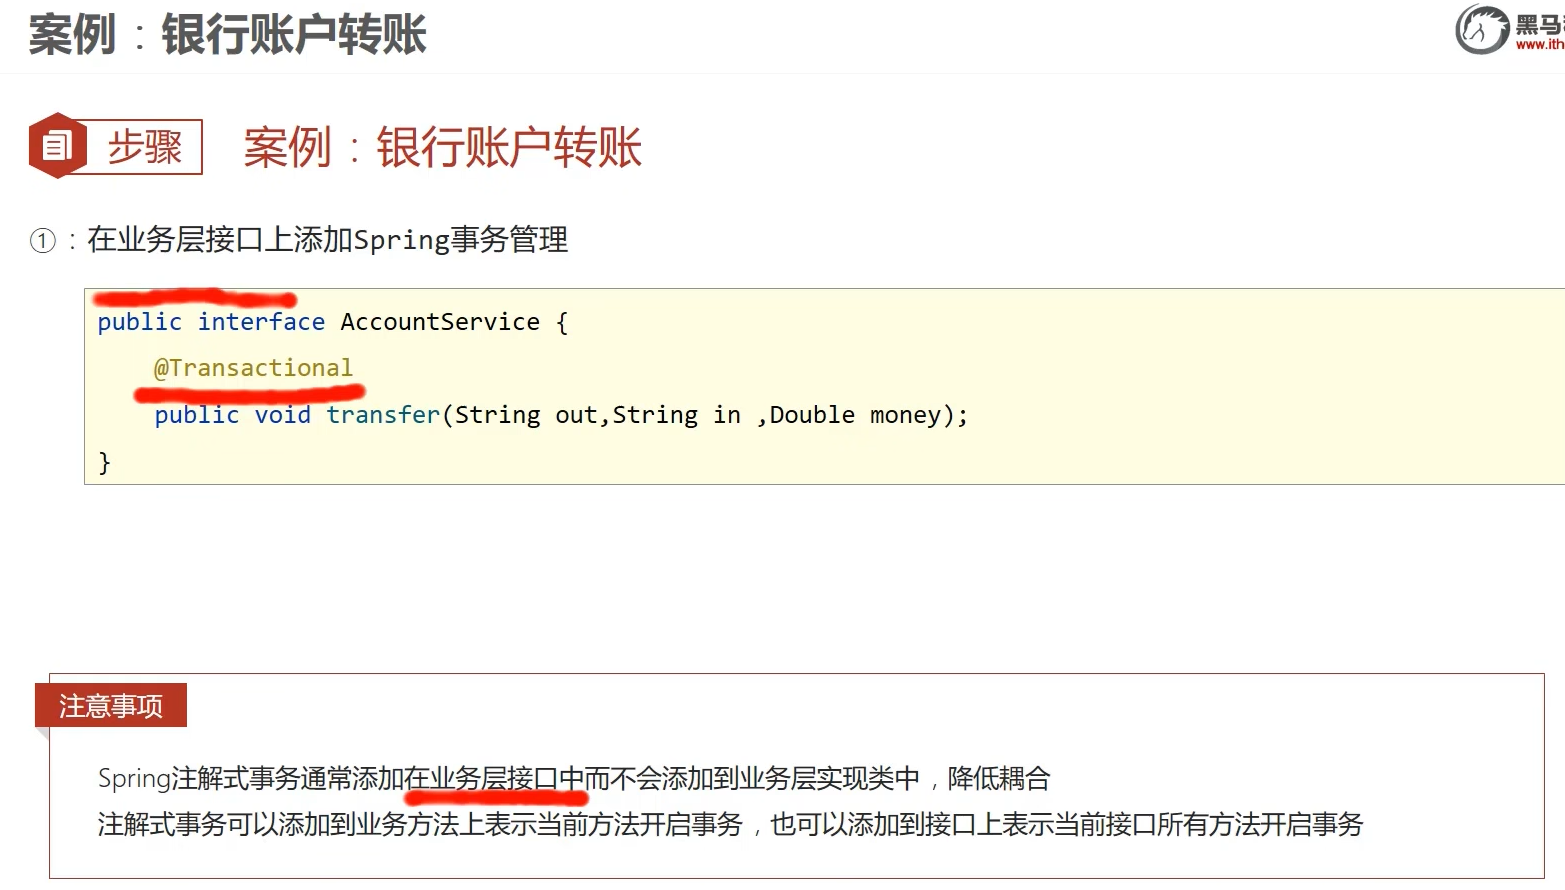 案例：银行账户转账
黑马
www.ith
步骤
案例：银行账户转账
①：在业务层接口上添加Spring事务管理
public interface AccountService {
@Transactional
public void transfer(String out,String in ,Double money);
}
注意事项
Spring注解式事务通常添加在业务层接口中而不会添加到业务层实现类中，降低耦合
注解式事务可以添加到业务方法上表示当前方法开启事务，也可以添加到接口上表示当前接口所有方法开启事务